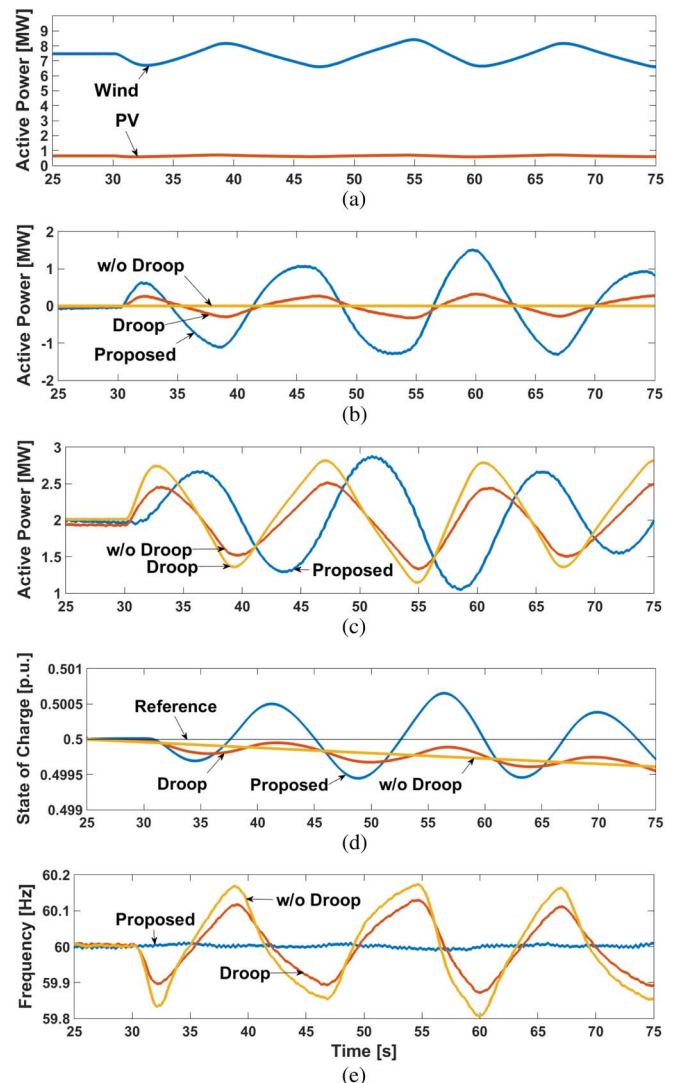 Active Power [MW]
9
8
7
6
5
4
3
2
1
0
Wind
PV
25 30 35 40 45 50 55 60 65 70 75
(a)
Active Power [MW]
2
1
0
-1
-2
w/o Droop
Droop
Proposed
25 30 35 40 45 50 55 60 65 70 75
(b)
Active Power [MW]
3
2.5
2
1.5
1
w/o Droop
Droop
Proposed
25 30 35 40 45 50 55 60 65 70 75
(c)
State of Charge [p.u.]
0.501
0.5005
0.5
0.4995
0.499
Reference
Droop
Proposed
w/o Droop
25 30 35 40 45 50 55 60 65 70 75
(d)
Frequency [Hz]
60.2
60.1
60
59.9
59.8
Proposed
w/o Droop
Droop
25 30 35 40 45 50 55 60 65 70 75
Time [s]
(e)